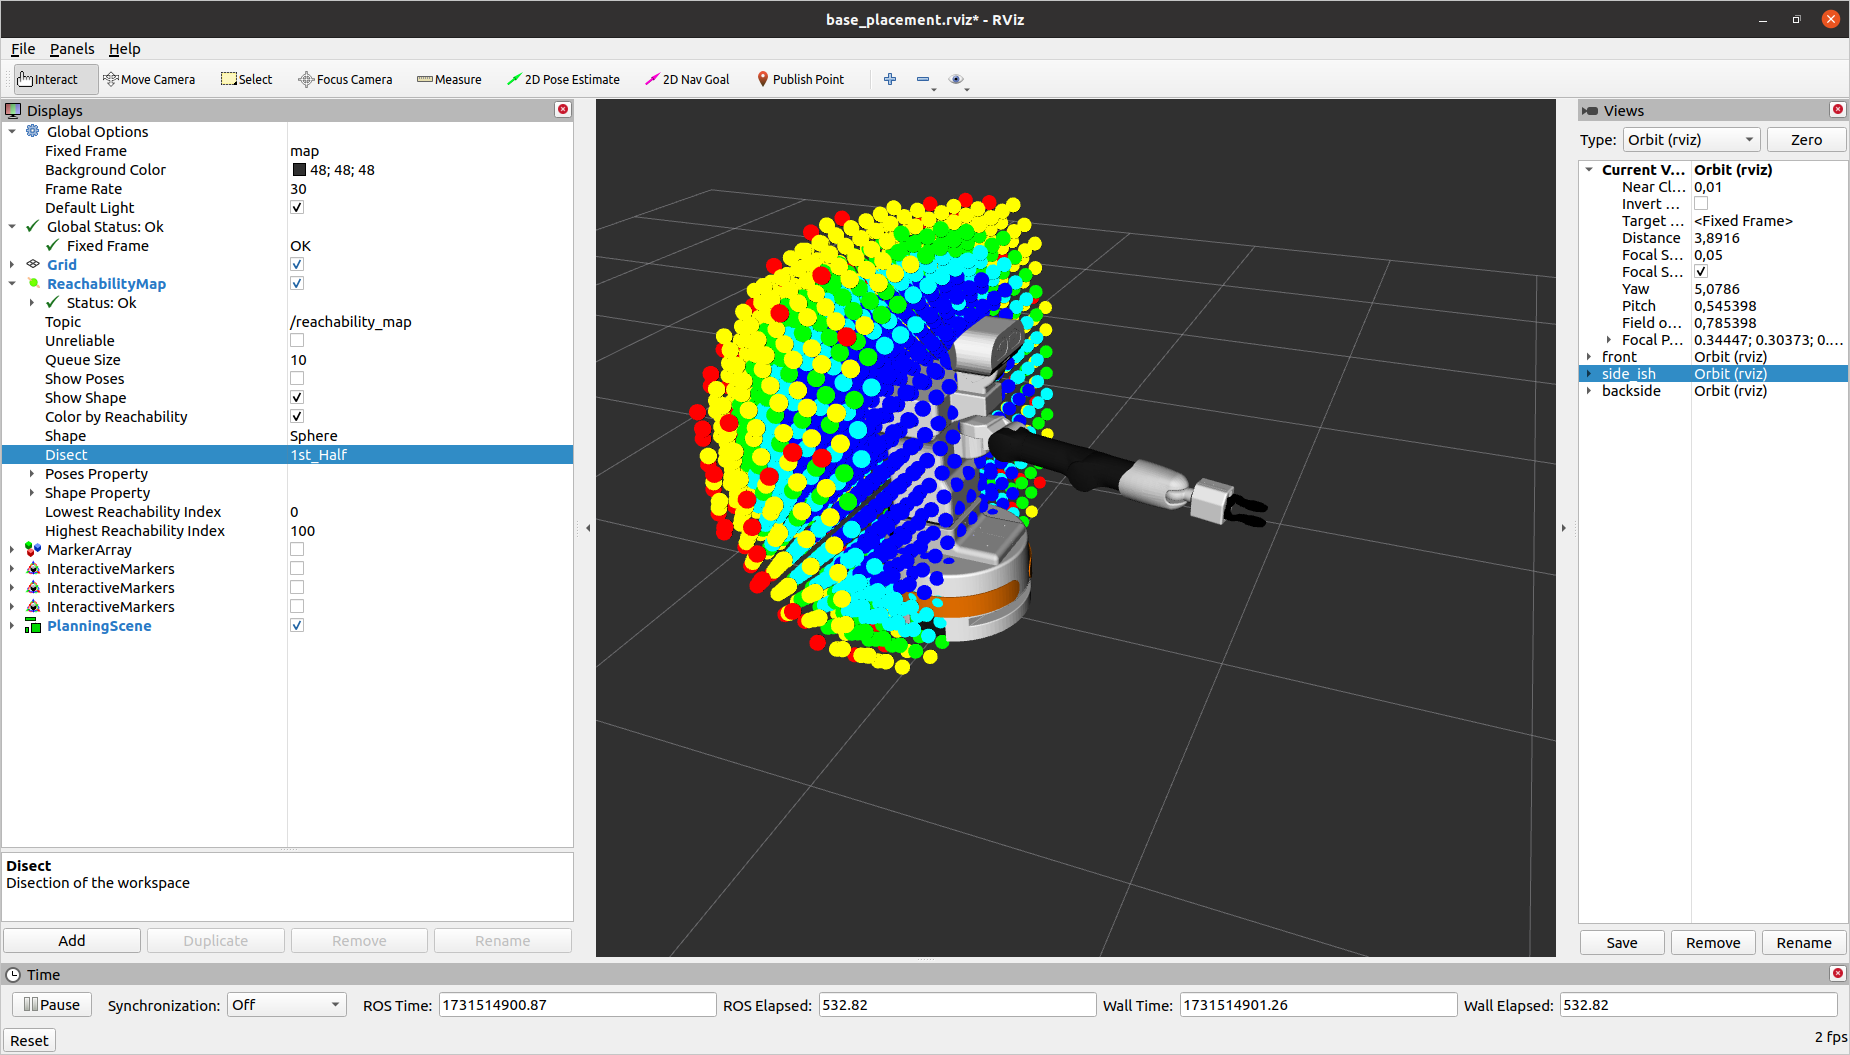 base_placement.rviz* - RViz
File Panels Help
Interact Move Camera Select Focus Camera Measure 2D Pose Estimate 2D Nav Goal Publish Point
Displays
Global Options
Fixed Frame map
Background Color 48; 48; 48
Frame Rate 30
Default Light
Global Status: Ok
Fixed Frame OK
Grid
ReachabilityMap
Status: Ok
Topic /reachability_map
Unreliable
Queue Size 10
Show Poses
Show Shape
Color by Reachability
Shape Sphere
Disect 1st_Half
Poses Property
Shape Property
Lowest Reachability Index 0
Highest Reachability Index 100
MarkerArray
InteractiveMarkers
InteractiveMarkers
InteractiveMarkers
PlanningScene
Disect
Disection of the workspace
Add Duplicate Remove Rename
Views
Type: Orbit (rviz) Zero
Current V... Orbit (rviz)
Near Cl... 0,01
Invert ...
Target ... <Fixed Frame>
Distance 3,8916
Focal S... 0,05
Focal S...
Yaw 5,0786
Pitch 0,545398
Field o... 0,785398
Focal P... 0.34447; 0.30373; 0....
front Orbit (rviz)
side_ish Orbit (rviz)
backside Orbit (rviz)
Save Remove Rename
Time
Pause Synchronization: Off ROS Time: 1731514900.87 ROS Elapsed: 532.82 Wall Time: 1731514901.26 Wall Elapsed: 532.82
Reset 2 fps